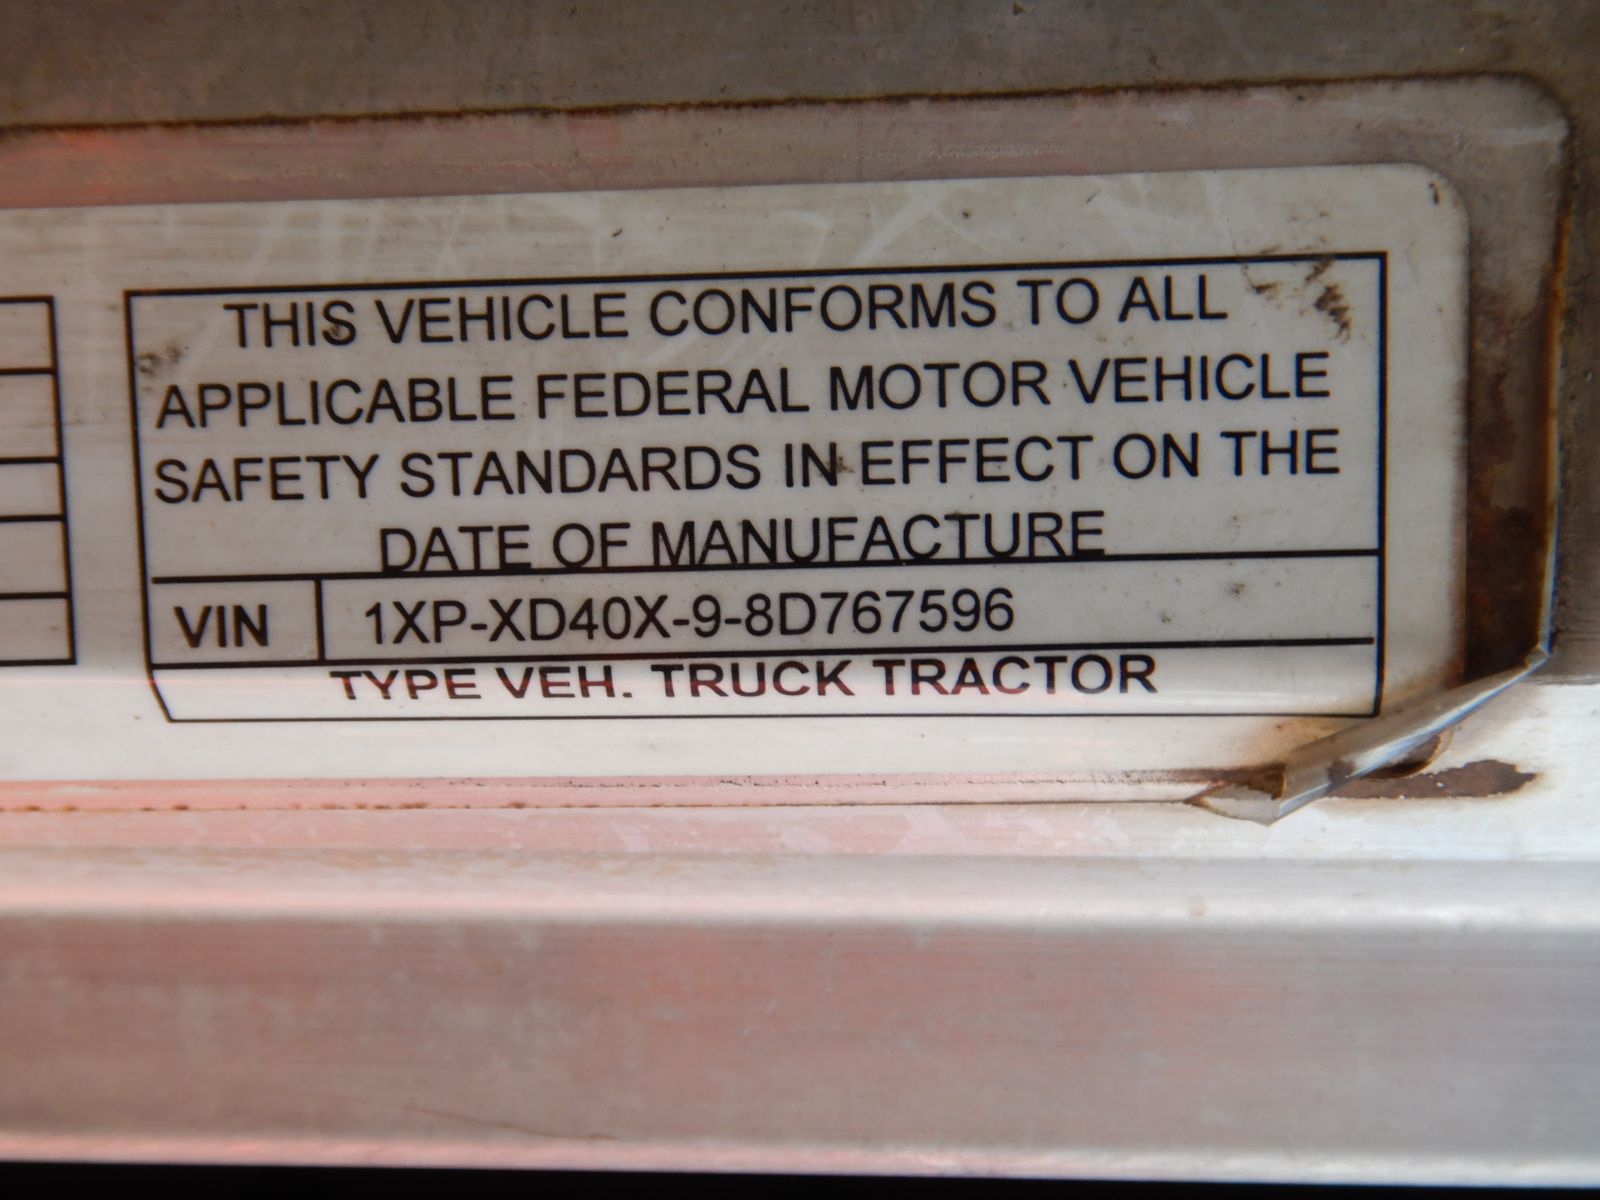 THIS VEHICLE CONFORMS TO ALL
APPLICABLE FEDERAL MOTOR VEHICLE
SAFETY STANDARDS IN EFFECT ON THE
DATE OF MANUFACTURE
VIN 1XP-XD40X-9-8D767596
TYPE VEH. TRUCK TRACTOR